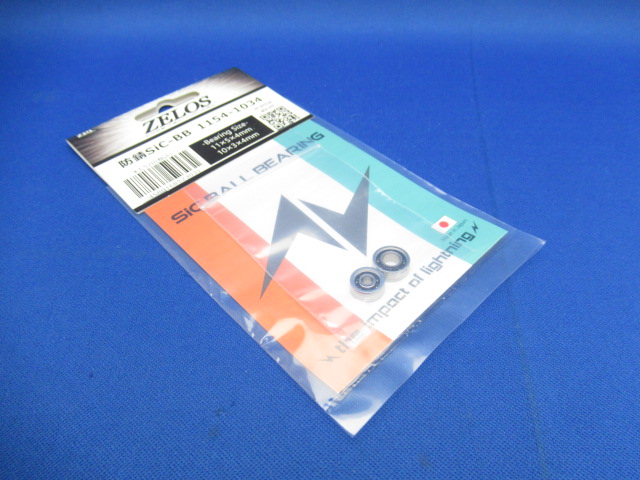 ZELOS
防錆SiC-BB 1154-1034
-Bearing Size-
11×5×4mm
10×3×4mm
SiC BALL BEARING
the impact of lightning